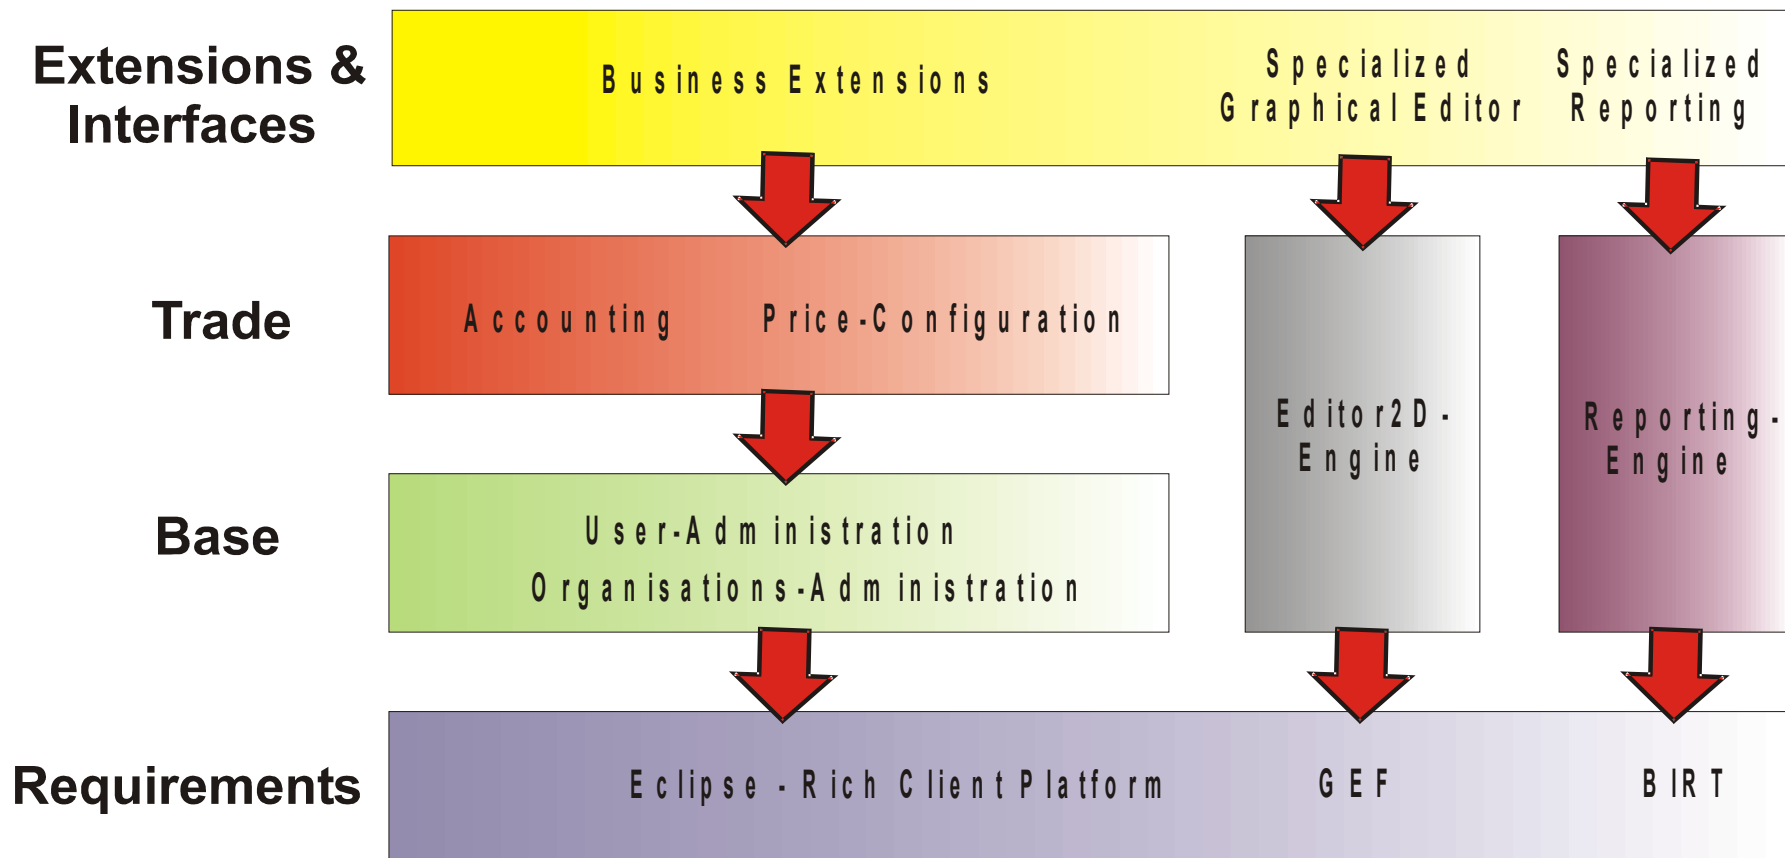 Extensions &
Interfaces
Business Extensions
Specialized
Graphical Editor
Specialized
Reporting
Trade
Accounting
Price-Configuration
Editor2D-
Engine
Reporting-
Engine
Base
User-Administration
Organisations-Administration
Requirements
Eclipse - Rich Client Platform
GEF
BIRT